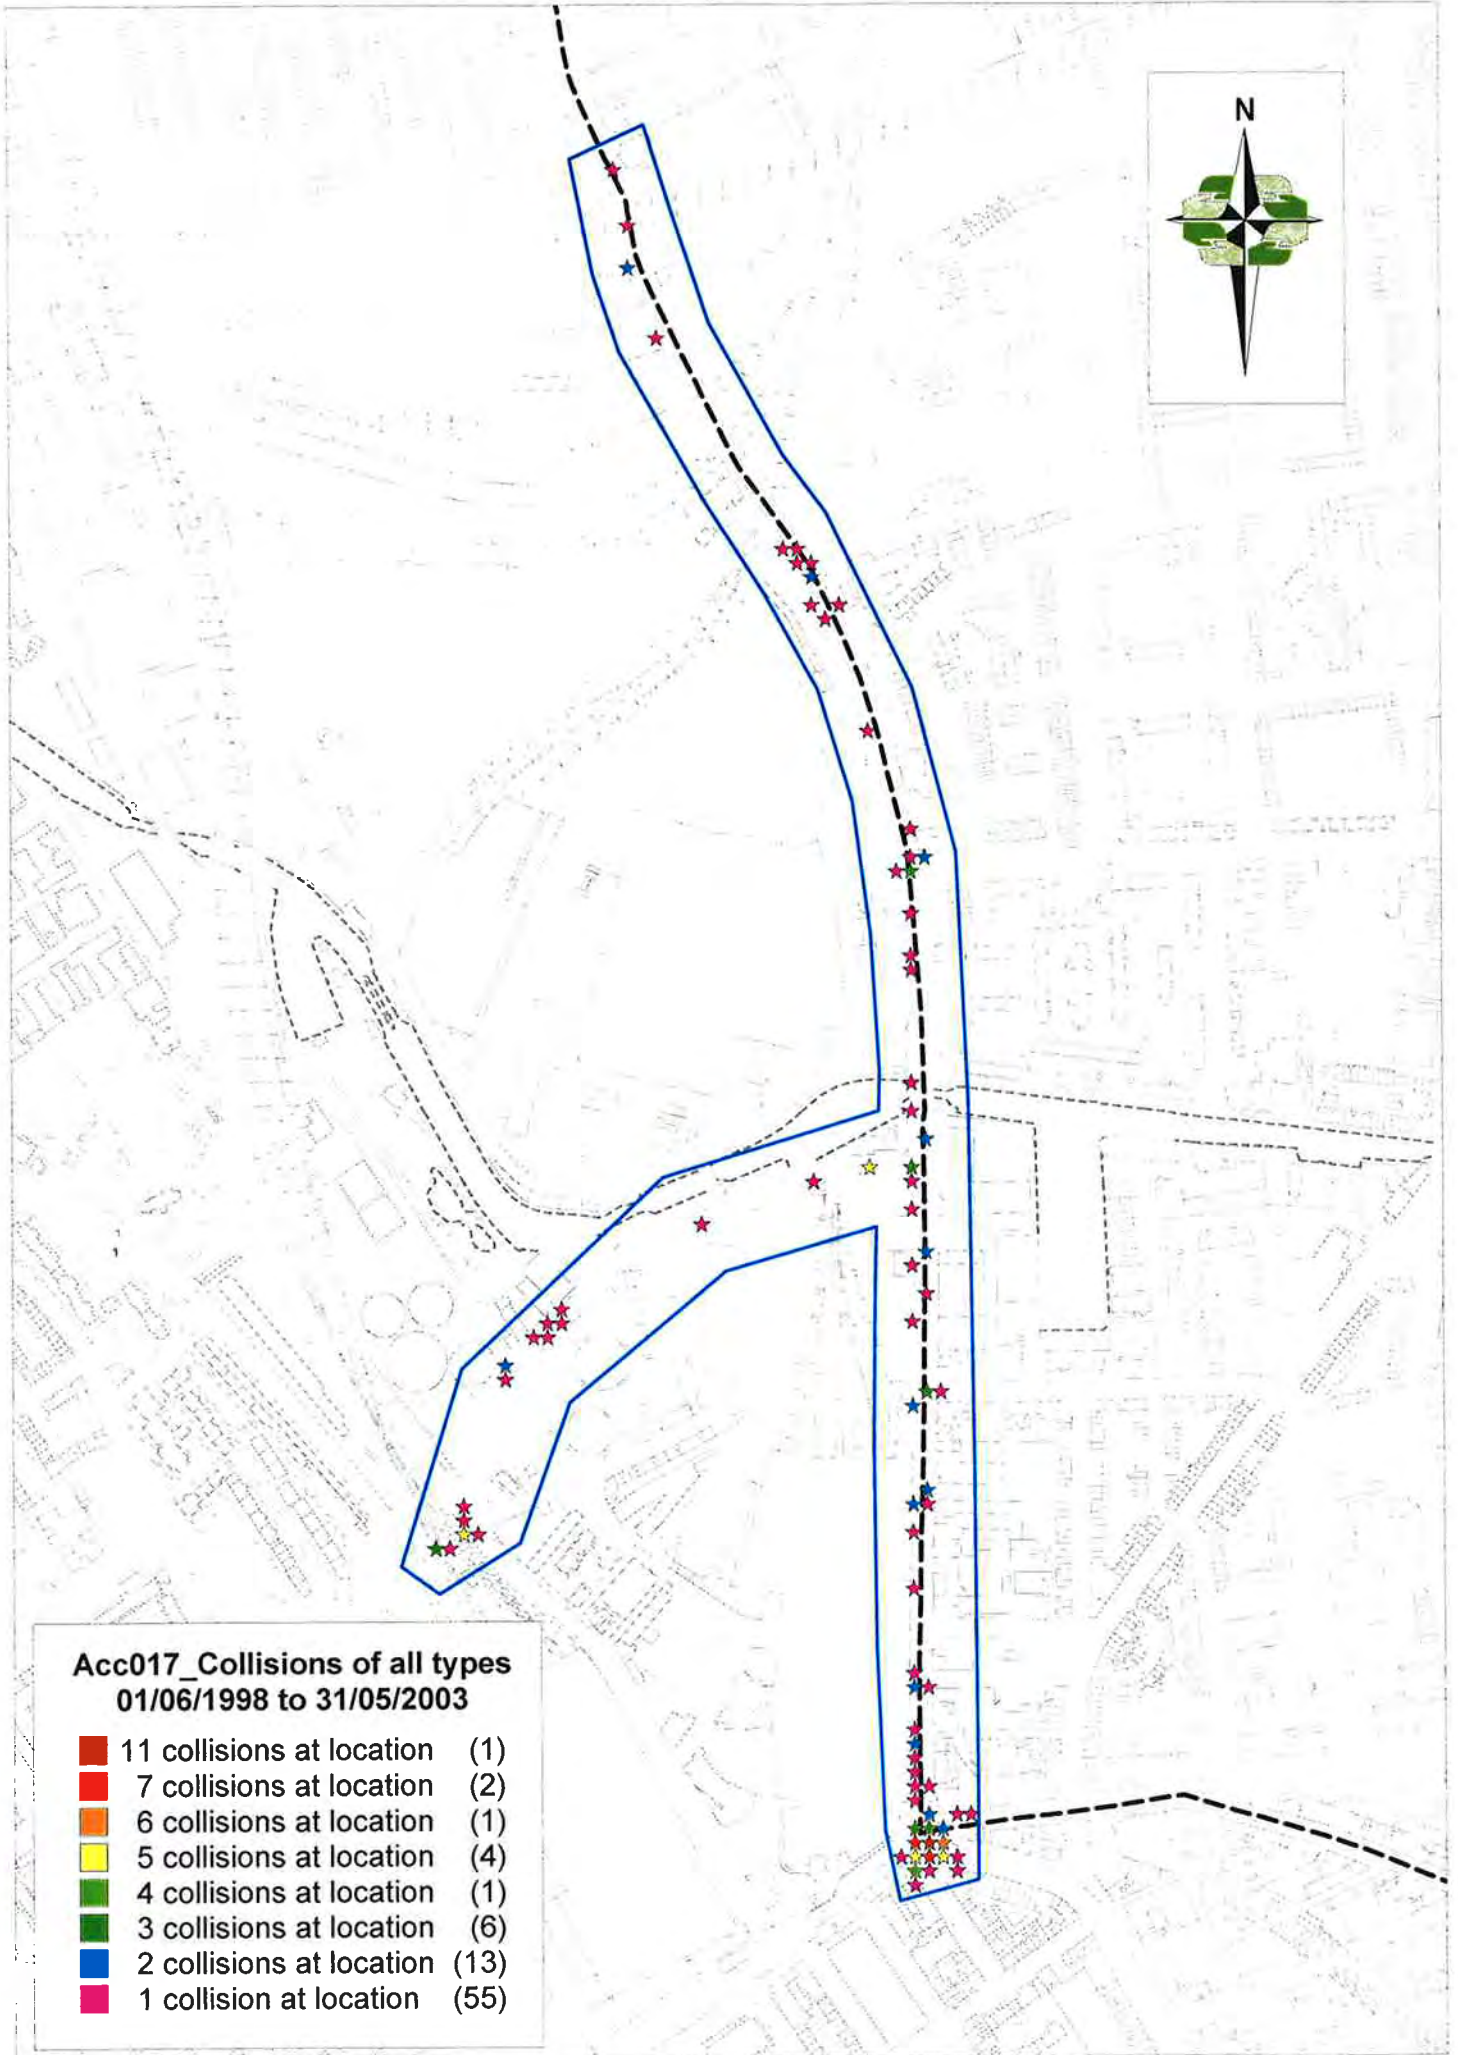 N
Acc017_Collisions of all types
01/06/1998 to 31/05/2003
11 collisions at location (1)
7 collisions at location (2)
6 collisions at location (1)
5 collisions at location (4)
4 collisions at location (1)
3 collisions at location (6)
2 collisions at location (13)
1 collision at location (55)